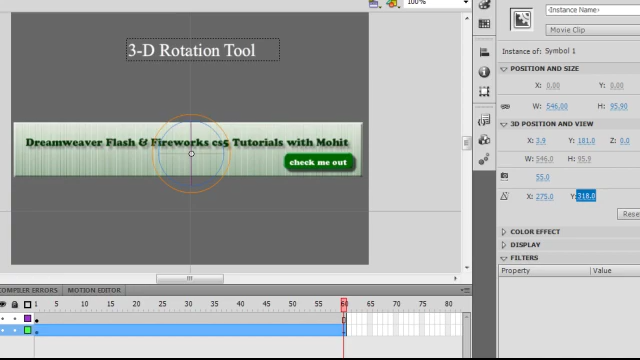 100%
‹Instance Name›
Movie Clip
3-D Rotation Tool
Instance of: Symbol 1
POSITION AND SIZE
X: 0.00 Y: 0.00
W: 546.00 H: 95.90
3D POSITION AND VIEW
X: 3.9 Y: 181.0 Z: 0.0
W: 546.0 H: 95.9
55.0
X: 275.0 Y: 318.0
Reset
Dreamweaver Flash & Fireworks cs5 Tutorials with Mohit
check me out
COLOR EFFECT
DISPLAY
FILTERS
Property Value
COMPILER ERRORS MOTION EDITOR
1 5 10 15 20 25 30 35 40 45 50 55 60 65 70 75 80